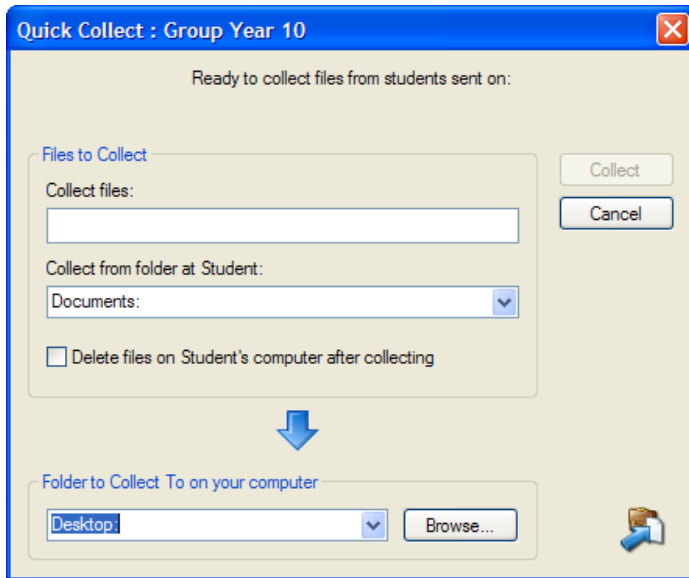 Quick Collect : Group Year 10
Ready to collect files from students sent on:
Files to Collect
Collect files:
Collect from folder at Student:
Documents:
Delete files on Student's computer after collecting
Collect
Cancel
Folder to Collect To on your computer
Desktop:
Browse...